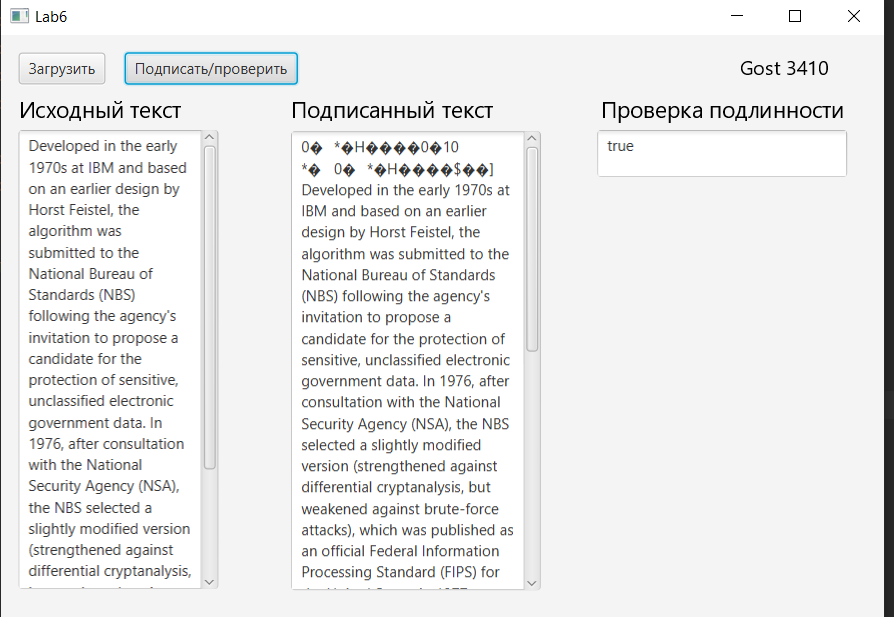 Lab6
Загрузить
Подписать/проверить
Gost 3410
Исходный текст
Developed in the early
1970s at IBM and based
on an earlier design by
Horst Feistel, the
algorithm was
submitted to the
National Bureau of
Standards (NBS)
following the agency's
invitation to propose a
candidate for the
protection of sensitive,
unclassified electronic
government data. In
1976, after consultation
with the National
Security Agency (NSA),
the NBS selected a
slightly modified version
(strengthened against
differential cryptanalysis,
Подписанный текст
0� *�H����0�10
*� 0� *�H����$��]
Developed in the early 1970s at
IBM and based on an earlier
design by Horst Feistel, the
algorithm was submitted to the
National Bureau of Standards
(NBS) following the agency's
invitation to propose a
candidate for the protection of
sensitive, unclassified electronic
government data. In 1976, after
consultation with the National
Security Agency (NSA), the NBS
selected a slightly modified
version (strengthened against
differential cryptanalysis, but
weakened against brute-force
attacks), which was published as
an official Federal Information
Processing Standard (FIPS) for
Проверка подлинности
true